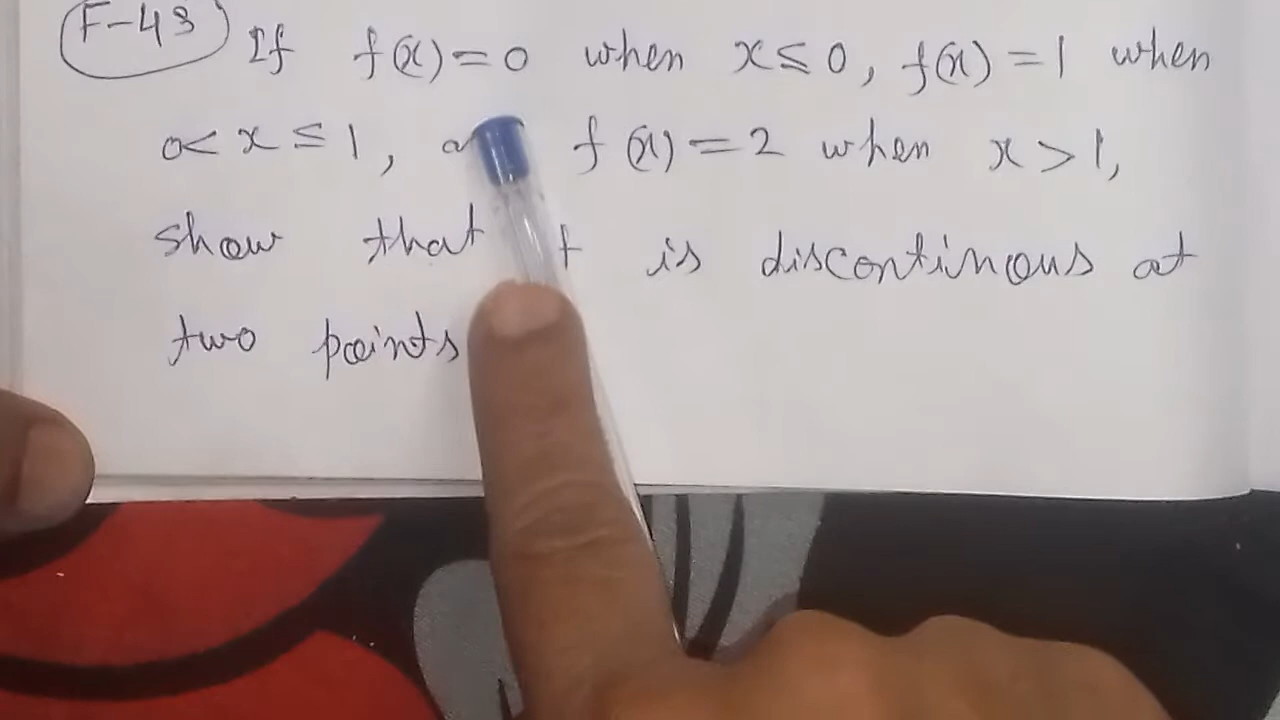 F-43 If f(x)=0 when x≤0, f(x)=1 when
0<x≤1, f(x)=2 when x>1,
show that f is discontinuous at
two points